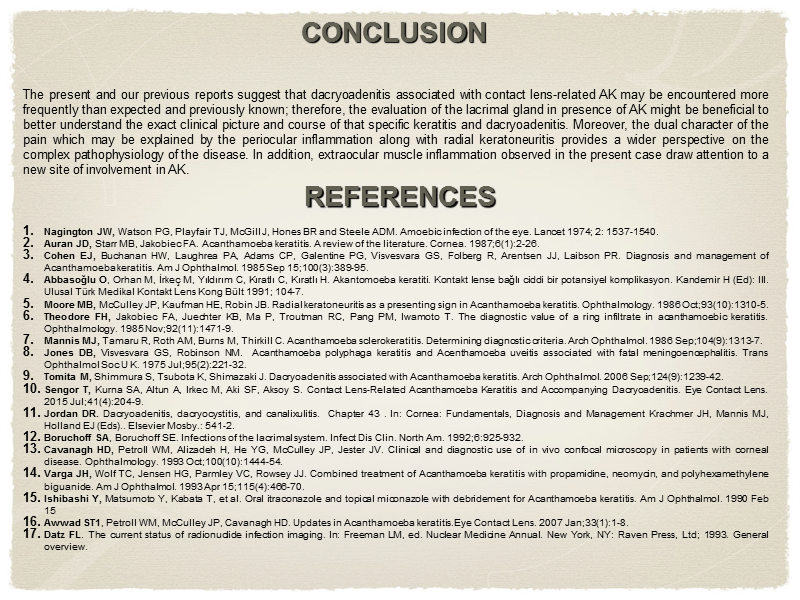 CONCLUSION
The present and our previous reports suggest that dacryoadenitis associated with contact lens-related AK may be encountered more
frequently than expected and previously known; therefore, the evaluation of the lacrimal gland in presence of AK might be beneficial to
better understand the exact clinical picture and course of that specific keratitis and dacryoadenitis. Moreover, the dual character of the
pain which may be explained by the periocular inflammation along with radial keratoneuritis provides a wider perspective on the
complex pathophysiology of the disease. In addition, extraocular muscle inflammation observed in the present case draw attention to a
new site of involvement in AK.
REFERENCES
1. Nagington JW, Watson PG, Playfair TJ, McGill J, Hones BR and Steele ADM. Amoebic infection of the eye. Lancet 1974; 2: 1537-1540.
2. Auran JD, Starr MB, Jakobiec FA. Acanthamoeba keratitis. A review of the literature. Cornea. 1987;6(1):2-26.
3. Cohen EJ, Buchanan HW, Laughrea PA, Adams CP, Galentine PG, Visvesvara GS, Folberg R, Arentsen JJ, Laibson PR. Diagnosis and management of
Acanthamoeba keratitis. Am J Ophthalmol. 1985 Sep 15;100(3):389-95.
4. Abbasoğlu O, Orhan M, İrkeç M, Yıldırım C, Kıratlı C, Kıratlı H. Akantomoeba keratiti. Kontakt lense bağlı ciddi bir potansiyel komplikasyon. Kandemir H (Ed): III.
Ulusal Türk Medikal Kontakt Lens Kong Bült 1991; 104-7.
5. Moore MB, McCulley JP, Kaufman HE, Robin JB. Radial keratoneuritis as a presenting sign in Acanthamoeba keratitis. Ophthalmology. 1986 Oct;93(10):1310-5.
6. Theodore FH, Jakobiec FA, Juechter KB, Ma P, Troutman RC, Pang PM, Iwamoto T. The diagnostic value of a ring infiltrate in acanthamoebic keratitis.
Ophthalmology. 1985 Nov;92(11):1471-9.
7. Mannis MJ, Tamaru R, Roth AM, Burns M, Thirkill C. Acanthamoeba sclerokeratitis. Determining diagnostic criteria. Arch Ophthalmol. 1986 Sep;104(9):1313-7.
8. Jones DB, Visvesvara GS, Robinson NM. Acanthamoeba polyphaga keratitis and Acenthamoeba uveitis associated with fatal meningoencephalitis. Trans
Ophthalmol Soc U K. 1975 Jul;95(2):221-32.
9. Tomita M, Shimmura S, Tsubota K, Shimazaki J. Dacryoadenitis associated with Acanthamoeba keratitis. Arch Ophthalmol. 2006 Sep;124(9):1239-42.
10. Sengor T, Kurna SA, Altun A, Irkec M, Aki SF, Aksoy S. Contact Lens-Related Acanthamoeba Keratitis and Accompanying Dacryoadenitis. Eye Contact Lens.
2015 Jul;41(4):204-9.
11. Jordan DR. Dacryoadenitis, dacryocystitis, and canalixulitis. Chapter 43 . In: Cornea: Fundamentals, Diagnosis and Management Krachmer JH, Mannis MJ,
Holland EJ (Eds).. Elsevier Mosby.: 541-2.
12. Boruchoff SA, Boruchoff SE. Infections of the lacrimal system. Infect Dis Clin. North Am. 1992;6:925-932.
13. Cavanagh HD, Petroll WM, Alizadeh H, He YG, McCulley JP, Jester JV. Clinical and diagnostic use of in vivo confocal microscopy in patients with corneal
disease. Ophthalmology. 1993 Oct;100(10):1444-54.
14. Varga JH, Wolf TC, Jensen HG, Parmley VC, Rowsey JJ. Combined treatment of Acanthamoeba keratitis with propamidine, neomycin, and polyhexamethylene
biguanide. Am J Ophthalmol. 1993 Apr 15;115(4):466-70.
15. Ishibashi Y, Matsumoto Y, Kabata T, et al. Oral itraconazole and topical miconazole with debridement for Acanthamoeba keratitis. Am J Ophthalmol. 1990 Feb
15
16. Awwad ST1, Petroll WM, McCulley JP, Cavanagh HD. Updates in Acanthamoeba keratitis.Eye Contact Lens. 2007 Jan;33(1):1-8.
17. Datz FL. The current status of radionudide infection imaging. In: Freeman LM, ed. Nuclear Medicine Annual. New York, NY: Raven Press, Ltd; 1993. General
overview.